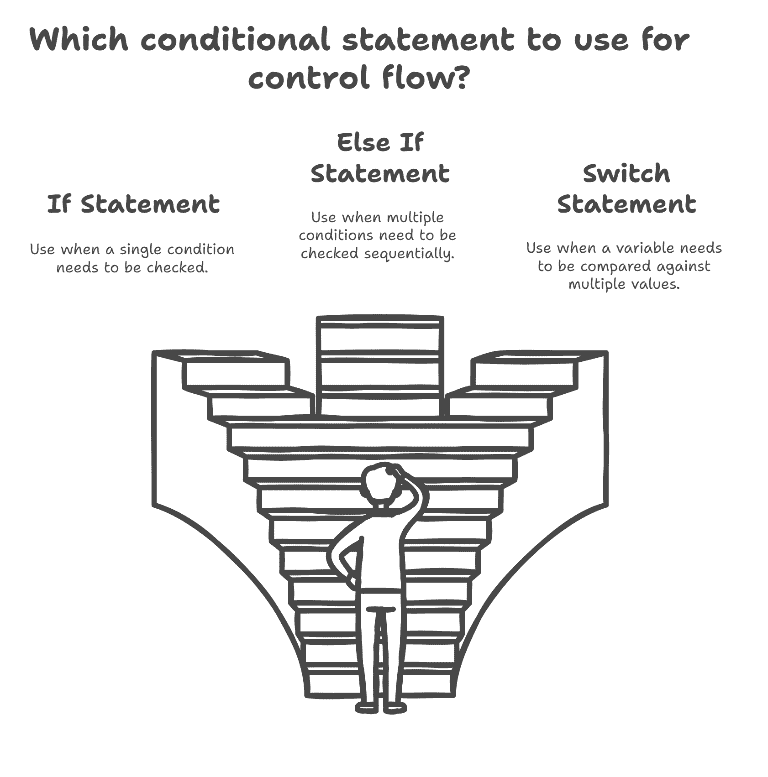 Which conditional statement to use for
control flow?
If Statement
Use when a single condition
needs to be checked.
Else If
Statement
Use when multiple
conditions need to be
checked sequentially.
Switch
Statement
Use when a variable needs
to be compared against
multiple values.